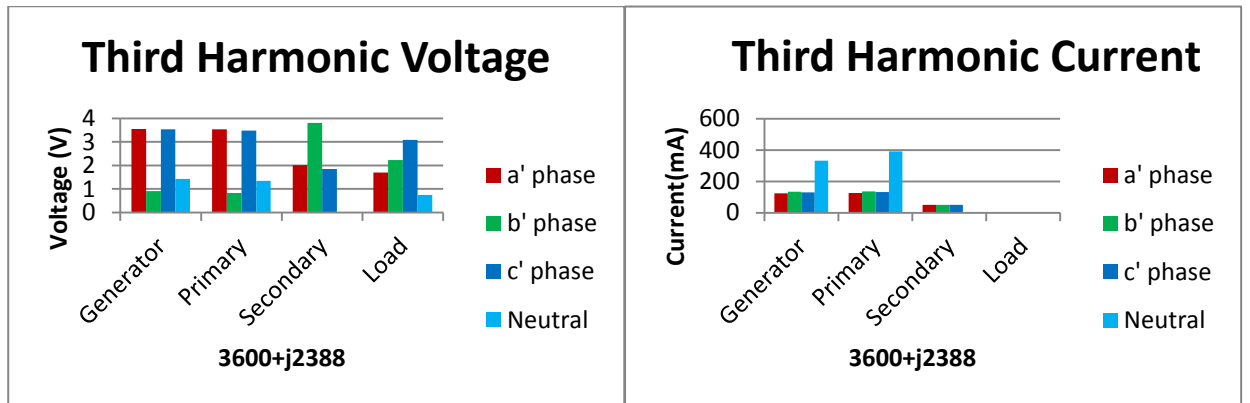 Third Harmonic Voltage
Voltage (V)
4
3
2
1
0
Generator
Primary
Secondary
Load
3600+j2388
a' phase
b' phase
c' phase
Neutral
Third Harmonic Current
Current(mA)
600
400
200
0
Generator
Primary
Secondary
Load
3600+j2388
a' phase
b' phase
c' phase
Neutral